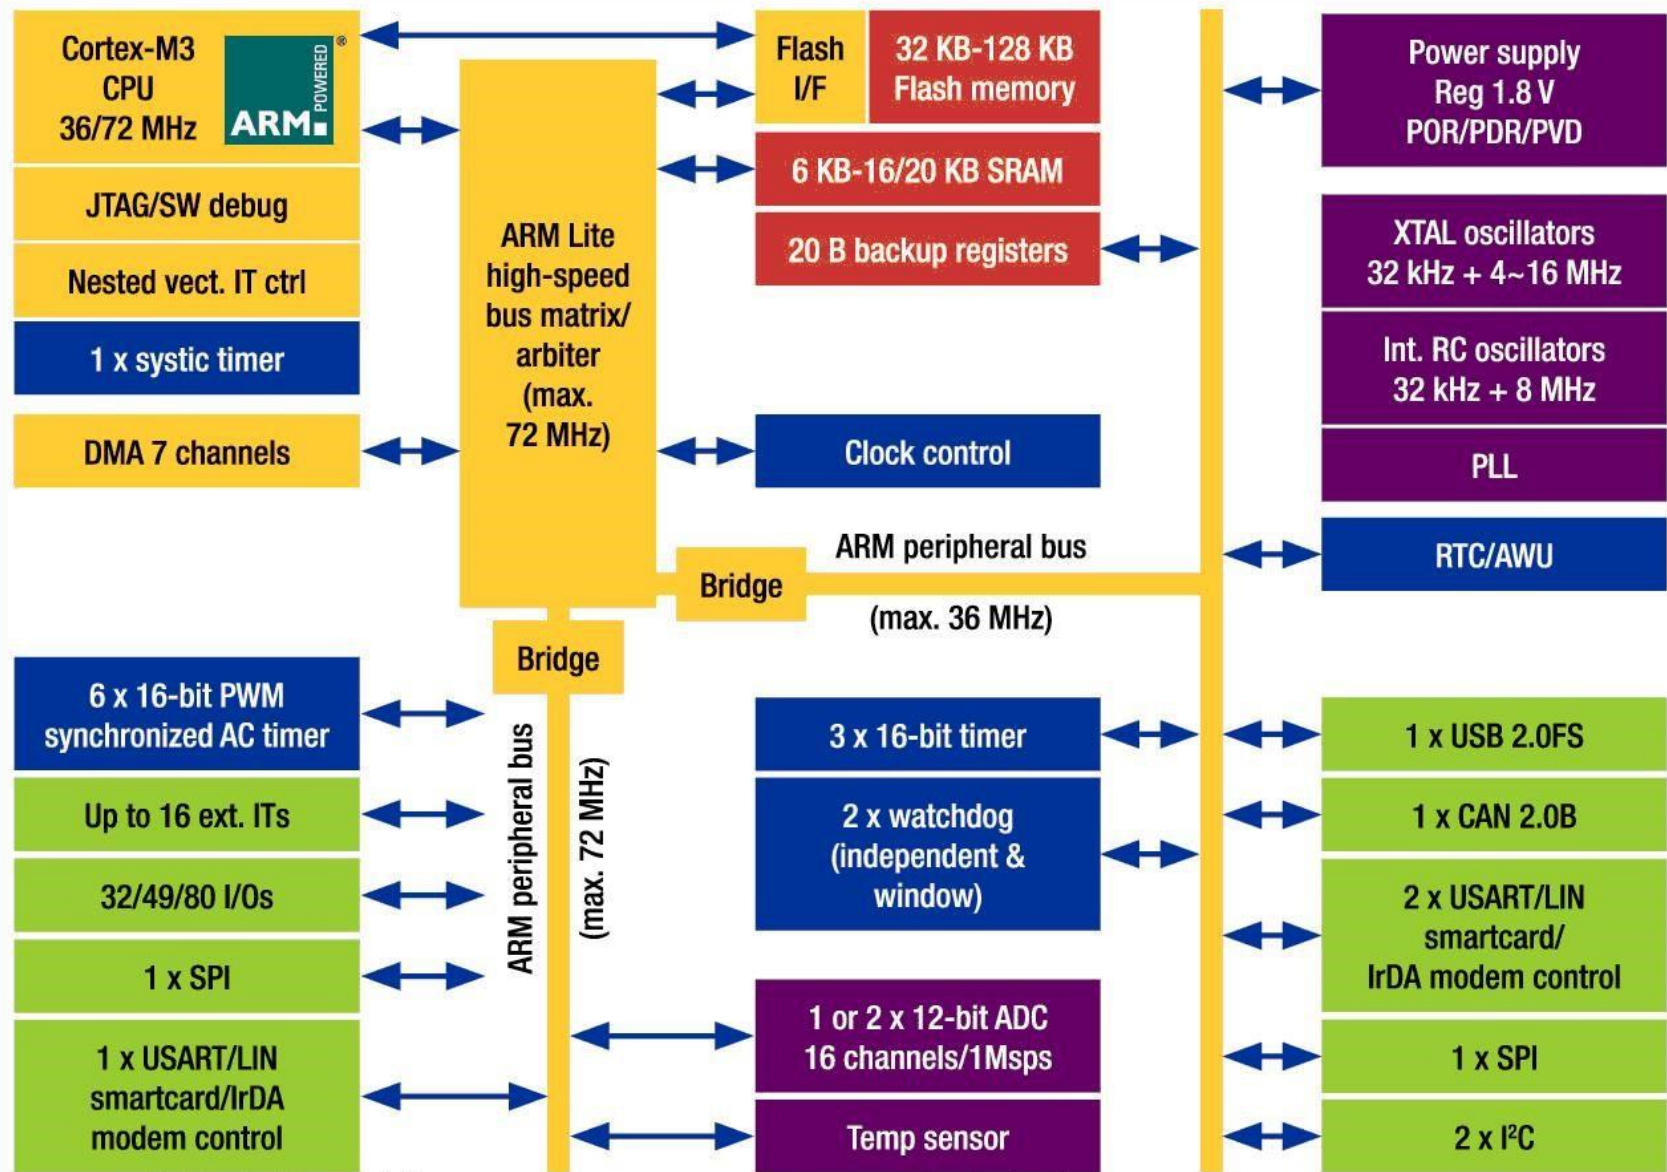 Cortex-M3
CPU
36/72 MHz
ARM®
POWERED
JTAG/SW debug
Nested vect. IT ctrl
1 x systic timer
DMA 7 channels
ARM Lite
high-speed
bus matrix/
arbiter
(max.
72 MHz)
Flash
I/F
32 KB-128 KB
Flash memory
6 KB-16/20 KB SRAM
20 B backup registers
Clock control
Bridge
ARM peripheral bus
(max. 36 MHz)
Bridge
ARM peripheral bus
(max. 72 MHz)
Power supply
Reg 1.8 V
POR/PDR/PVD
XTAL oscillators
32 kHz + 4~16 MHz
Int. RC oscillators
32 kHz + 8 MHz
PLL
RTC/AWU
6 x 16-bit PWM
synchronized AC timer
Up to 16 ext. ITs
32/49/80 I/Os
1 x SPI
1 x USART/LIN
smartcard/IrDA
modem control
3 x 16-bit timer
2 x watchdog
(independent &
window)
1 or 2 x 12-bit ADC
16 channels/1Msps
Temp sensor
1 x USB 2.0FS
1 x CAN 2.0B
2 x USART/LIN
smartcard/
IrDA modem control
1 x SPI
2 x I²C